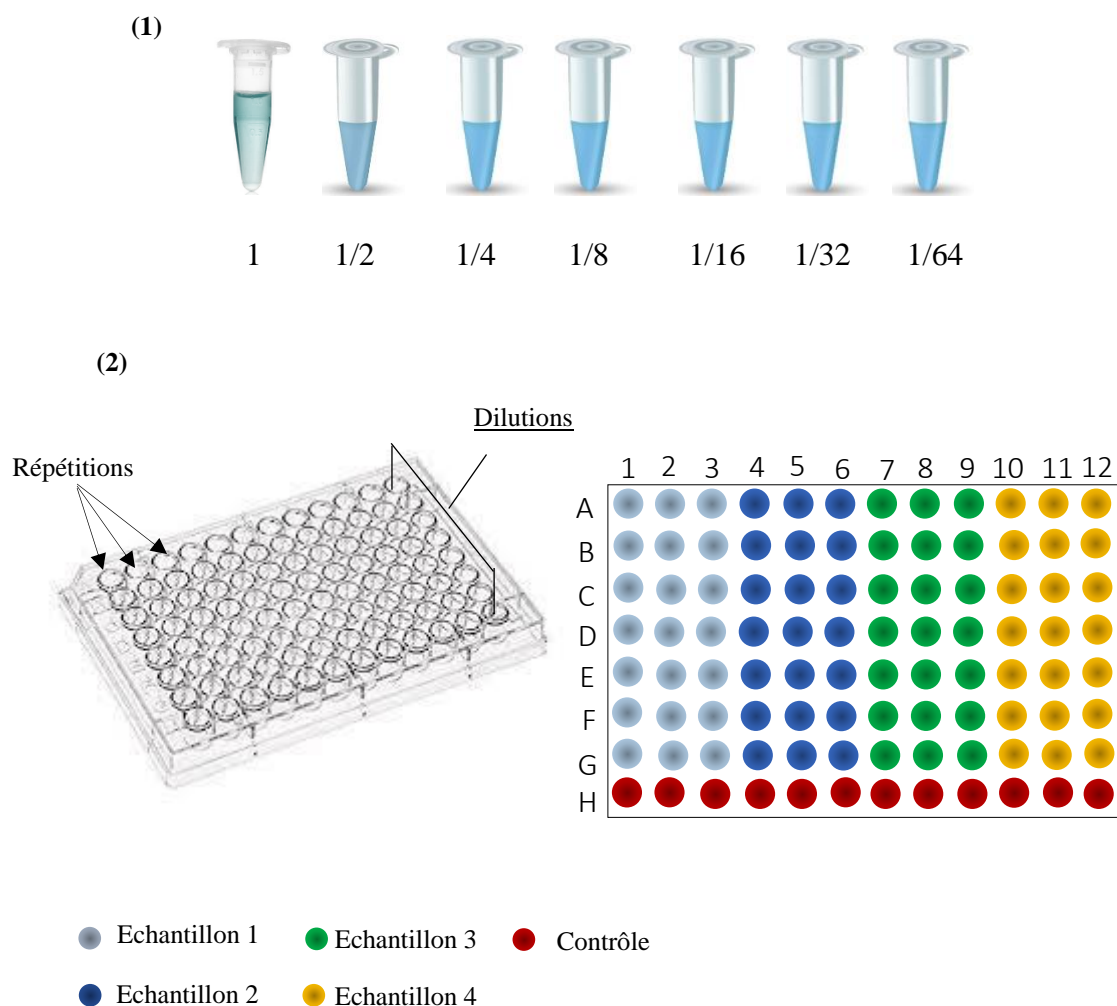 (1)
1 1/2 1/4 1/8 1/16 1/32 1/64
(2)
Dilutions
Répétitions
1 2 3 4 5 6 7 8 9 10 11 12
A
B
C
D
E
F
G
H
Echantillon 1 Echantillon 3 Contrôle
Echantillon 2 Echantillon 4